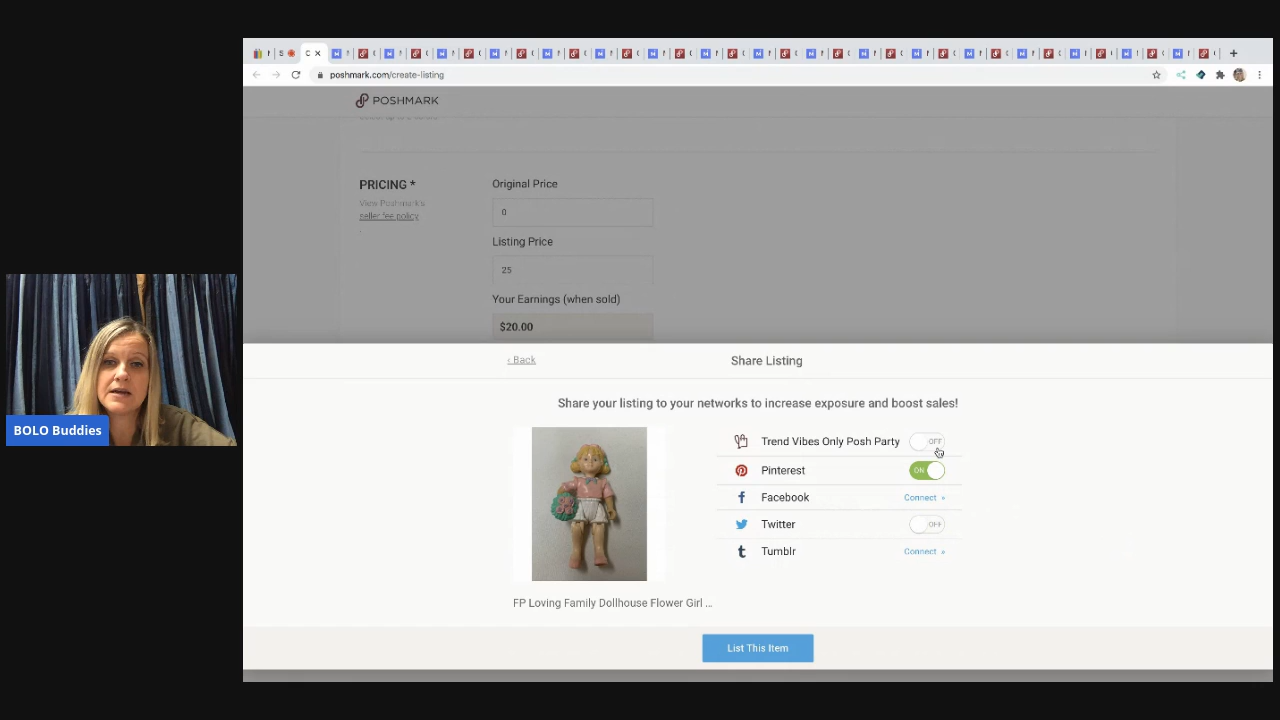 poshmark.com/create-listing
POSHMARK
PRICING *
Original Price
View Poshmark's
seller fee policy
.
0
Listing Price
25
Your Earnings (when sold)
$20.00
‹ Back
Share Listing
Share your listing to your networks to increase exposure and boost sales!
Trend Vibes Only Posh Party OFF
Pinterest ON
Facebook Connect »
Twitter OFF
Tumblr Connect »
FP Loving Family Dollhouse Flower Girl ...
List This Item
BOLO Buddies